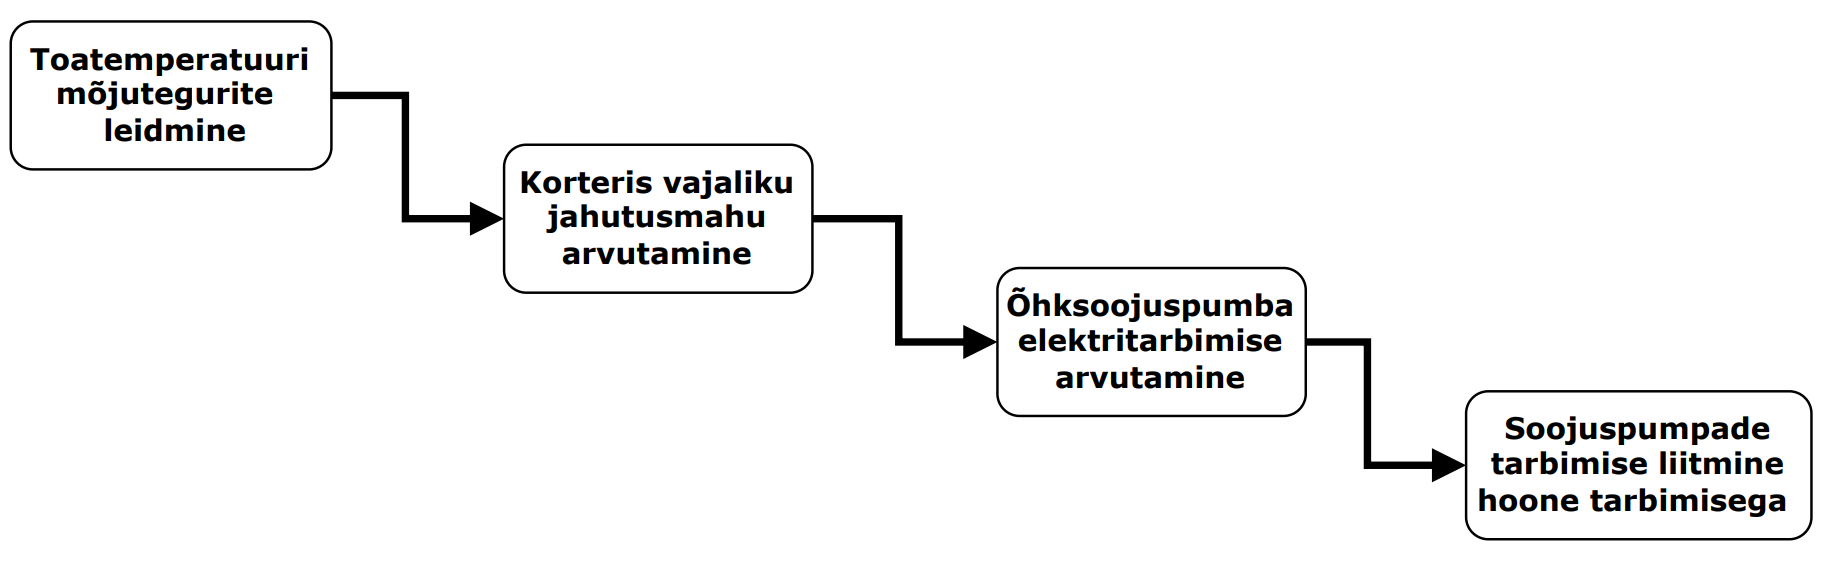 Toatemperatuuri
mõjutegurite
leidmine
Korteris vajaliku
jahutusmahu
arvutamine
Õhksoojuspumba
elektritarbimise
arvutamine
Soojuspumpade
tarbimise liitmine
hoone tarbimisega